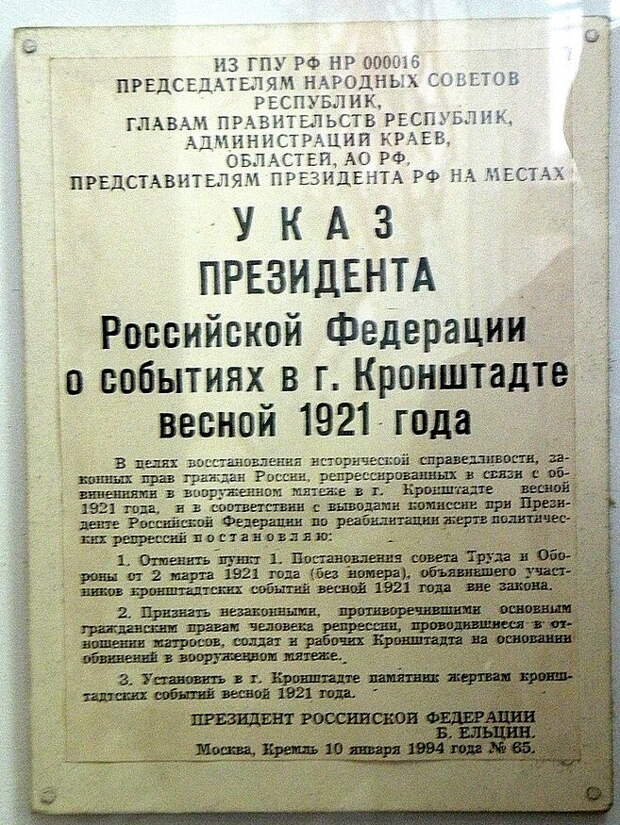 ИЗ ГПУ РФ НР 000016
ПРЕДСЕДАТЕЛЯМ НАРОДНЫХ СОВЕТОВ
РЕСПУБЛИК,
ГЛАВАМ ПРАВИТЕЛЬСТВ РЕСПУБЛИК,
АДМИНИСТРАЦИЙ КРАЕВ,
ОБЛАСТЕЙ, АО РФ,
ПРЕДСТАВИТЕЛЯМ ПРЕЗИДЕНТА РФ НА МЕСТАХ
УКАЗ
ПРЕЗИДЕНТА
Российской Федерации
о событиях в г. Кронштадте
весной 1921 года
В целях восстановления исторической справедливости, за-
конных прав граждан России, репрессированных в связи с об-
винениями в вооруженном мятеже в г. Кронштадте весной
1921 года, и в соответствии с выводами комиссии при Прези-
денте Российской Федерации по реабилитации жертв политичес-
ких репрессий постановляю:
1. Отменить пункт 1. Постановления совета Труда и Обо-
роны от 2 марта 1921 года (без номера), объявившего участ-
ников кронштадтских событий весной 1921 года вне закона.
2. Признать незаконными, противоречившими основным
гражданским правам человека репрессии, проводившиеся в от-
ношении матросов, солдат и рабочих Кронштадта на основании
обвинений в вооруженном мятеже.
3. Установить в г. Кронштадте памятник жертвам кронш-
тадтских событий весной 1921 года.
ПРЕЗИДЕНТ РОССИЙСКОЙ ФЕДЕРАЦИИ
Б. ЕЛЬЦИН.
Москва, Кремль 10 января 1994 года № 65.